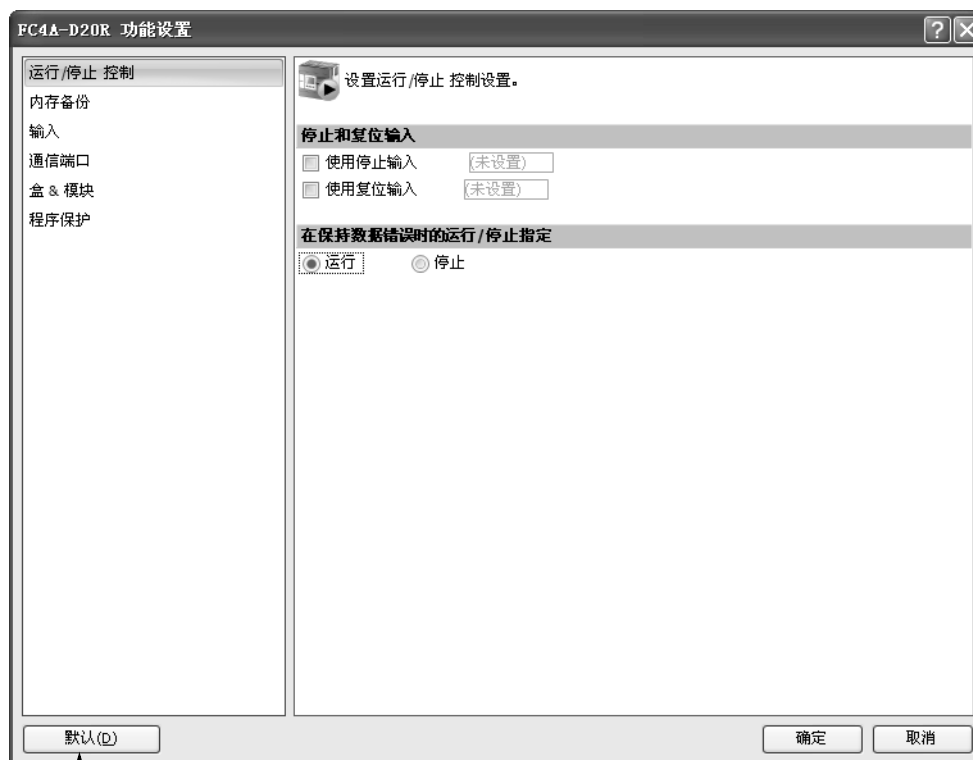 FC4A-D20R 功能设置
运行/停止 控制
内存备份
输入
通信端口
盒 & 模块
程序保护
设置运行/停止 控制设置。
停止和复位输入
使用停止输入 (未设置)
使用复位输入 (未设置)
在保持数据错误时的运行/停止指定
运行 停止
默认(D) 确定 取消